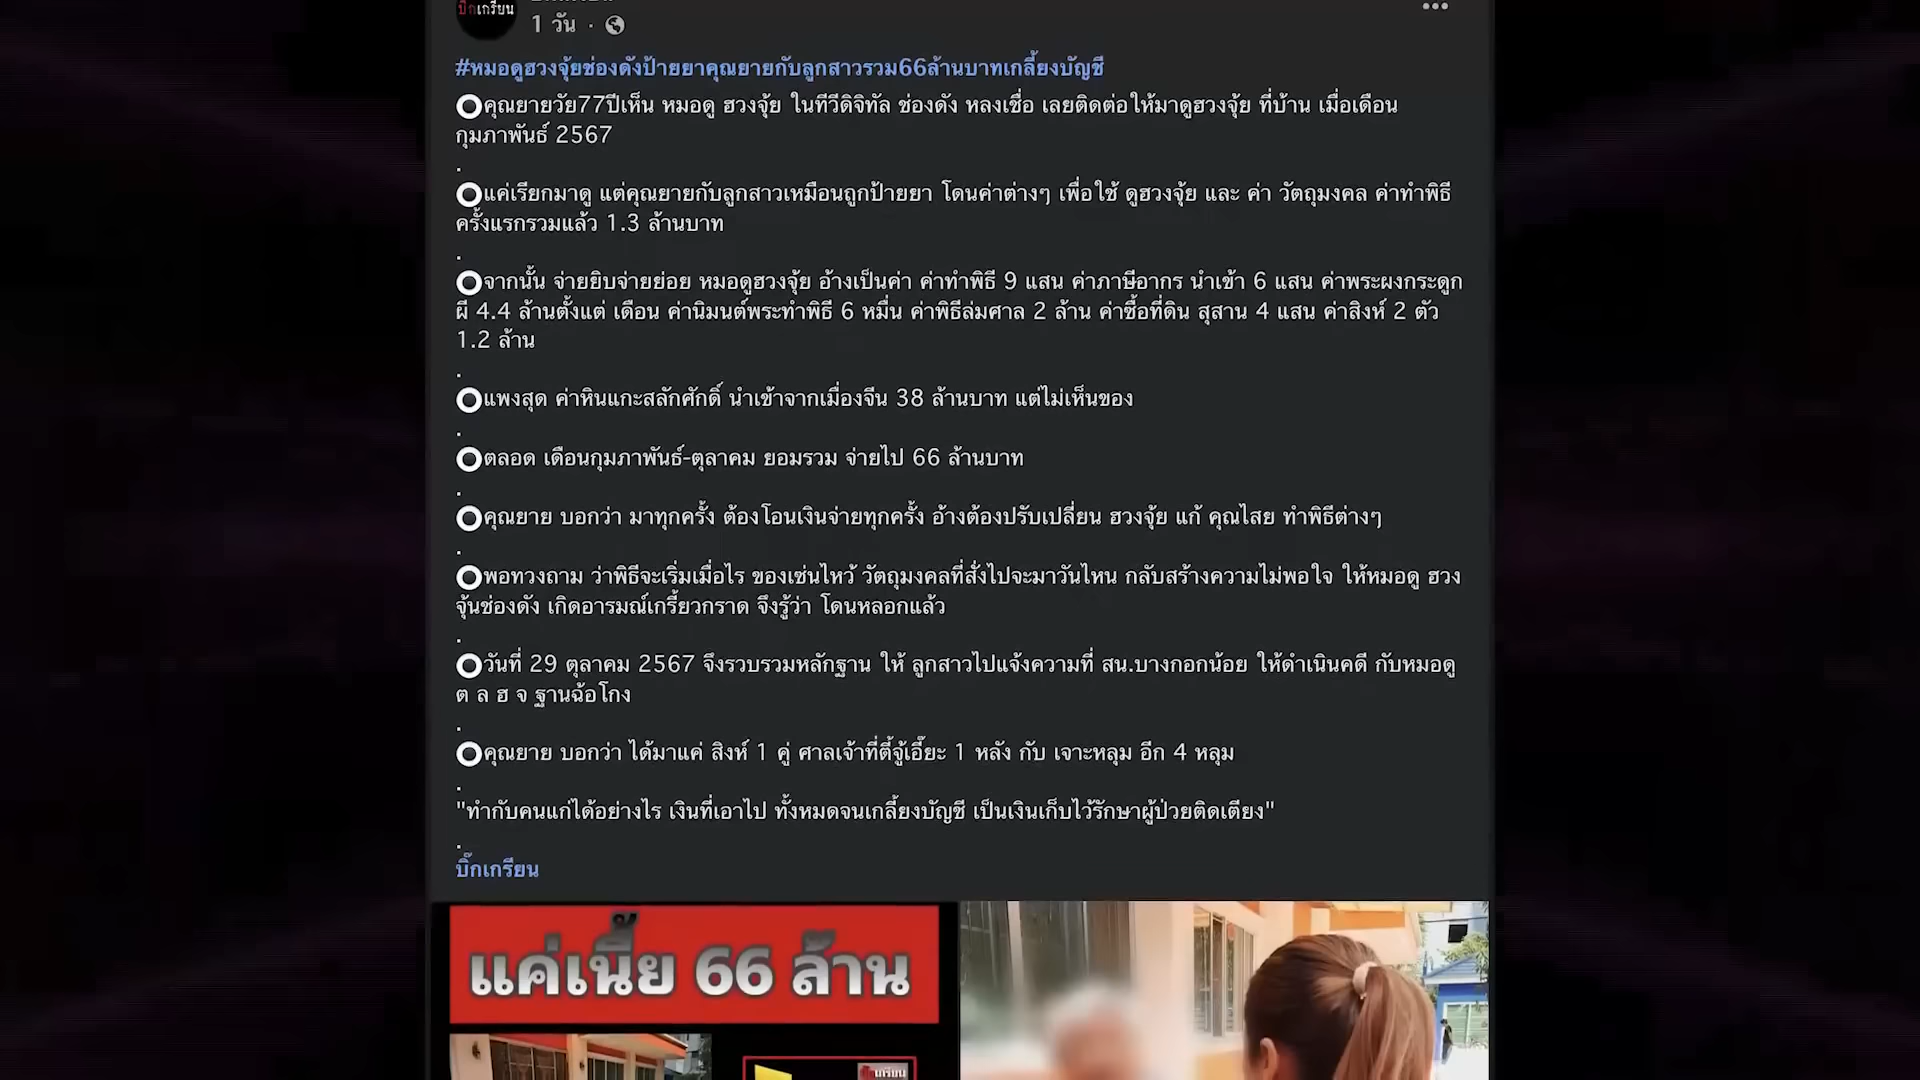 บิ๊กเกรียน
1 วัน ·
#หมอดูฮวงจุ้ยช่องดังป้ายยาคุณยายกับลูกสาวรวม66ล้านบาทเกลี้ยงบัญชี
⭕คุณยายวัย77ปีเห็น หมอดู ฮวงจุ้ย ในทีวีดิจิทัล ช่องดัง หลงเชื่อ เลยติดต่อให้มาดูฮวงจุ้ย ที่บ้าน เมื่อเดือน
กุมภาพันธ์ 2567
.
⭕แค่เรียกมาดู แต่คุณยายกับลูกสาวเหมือนถูกป้ายยา โดนค่าต่างๆ เพื่อใช้ ดูฮวงจุ้ย และ ค่า วัตถุมงคล ค่าทำพิธี
ครั้งแรกรวมแล้ว 1.3 ล้านบาท
.
⭕จากนั้น จ่ายยิบจ่ายย่อย หมอดูฮวงจุ้ย อ้างเป็นค่า ค่าทำพิธี 9 แสน ค่าภาษีอากร นำเข้า 6 แสน ค่าพระผงกระดูก
ผี 4.4 ล้านตั้งแต่ เดือน ค่านิมนต์พระทำพิธี 6 หมื่น ค่าพิธีล่มศาล 2 ล้าน ค่าซื้อที่ดิน สุสาน 4 แสน ค่าสิงห์ 2 ตัว
1.2 ล้าน
.
⭕แพงสุด ค่าหินแกะสลักศักดิ์ นำเข้าจากเมืองจีน 38 ล้านบาท แต่ไม่เห็นของ
.
⭕ตลอด เดือนกุมภาพันธ์-ตุลาคม ยอมรวม จ่ายไป 66 ล้านบาท
.
⭕คุณยาย บอกว่า มาทุกครั้ง ต้องโอนเงินจ่ายทุกครั้ง อ้างต้องปรับเปลี่ยน ฮวงจุ้ย แก้ คุณไสย ทำพิธีต่างๆ
.
⭕พอทวงถาม ว่าพิธีจะเริ่มเมื่อไร ของเซ่นไหว้ วัตถุมงคลที่สั่งไปจะมาวันไหน กลับสร้างความไม่พอใจ ให้หมอดู ฮวง
จุ้นช่องดัง เกิดอารมณ์เกรี้ยวกราด จึงรู้ว่า โดนหลอกแล้ว
.
⭕วันที่ 29 ตุลาคม 2567 จึงรวบรวมหลักฐาน ให้ ลูกสาวไปแจ้งความที่ สน.บางกอกน้อย ให้ดำเนินคดี กับหมอดู
ต ล ฮ จ ฐานฉ้อโกง
.
⭕คุณยาย บอกว่า ได้มาแค่ สิงห์ 1 คู่ ศาลเจ้าที่ตี่จู้เอี๊ยะ 1 หลัง กับ เจาะหลุม อีก 4 หลุม
.
"ทำกับคนแก่ได้อย่างไร เงินที่เอาไป ทั้งหมดจนเกลี้ยงบัญชี เป็นเงินเก็บไว้รักษาผู้ป่วยติดเตียง"
.
บิ๊กเกรียน
แค่เนี้ย 66 ล้าน
เกรียน